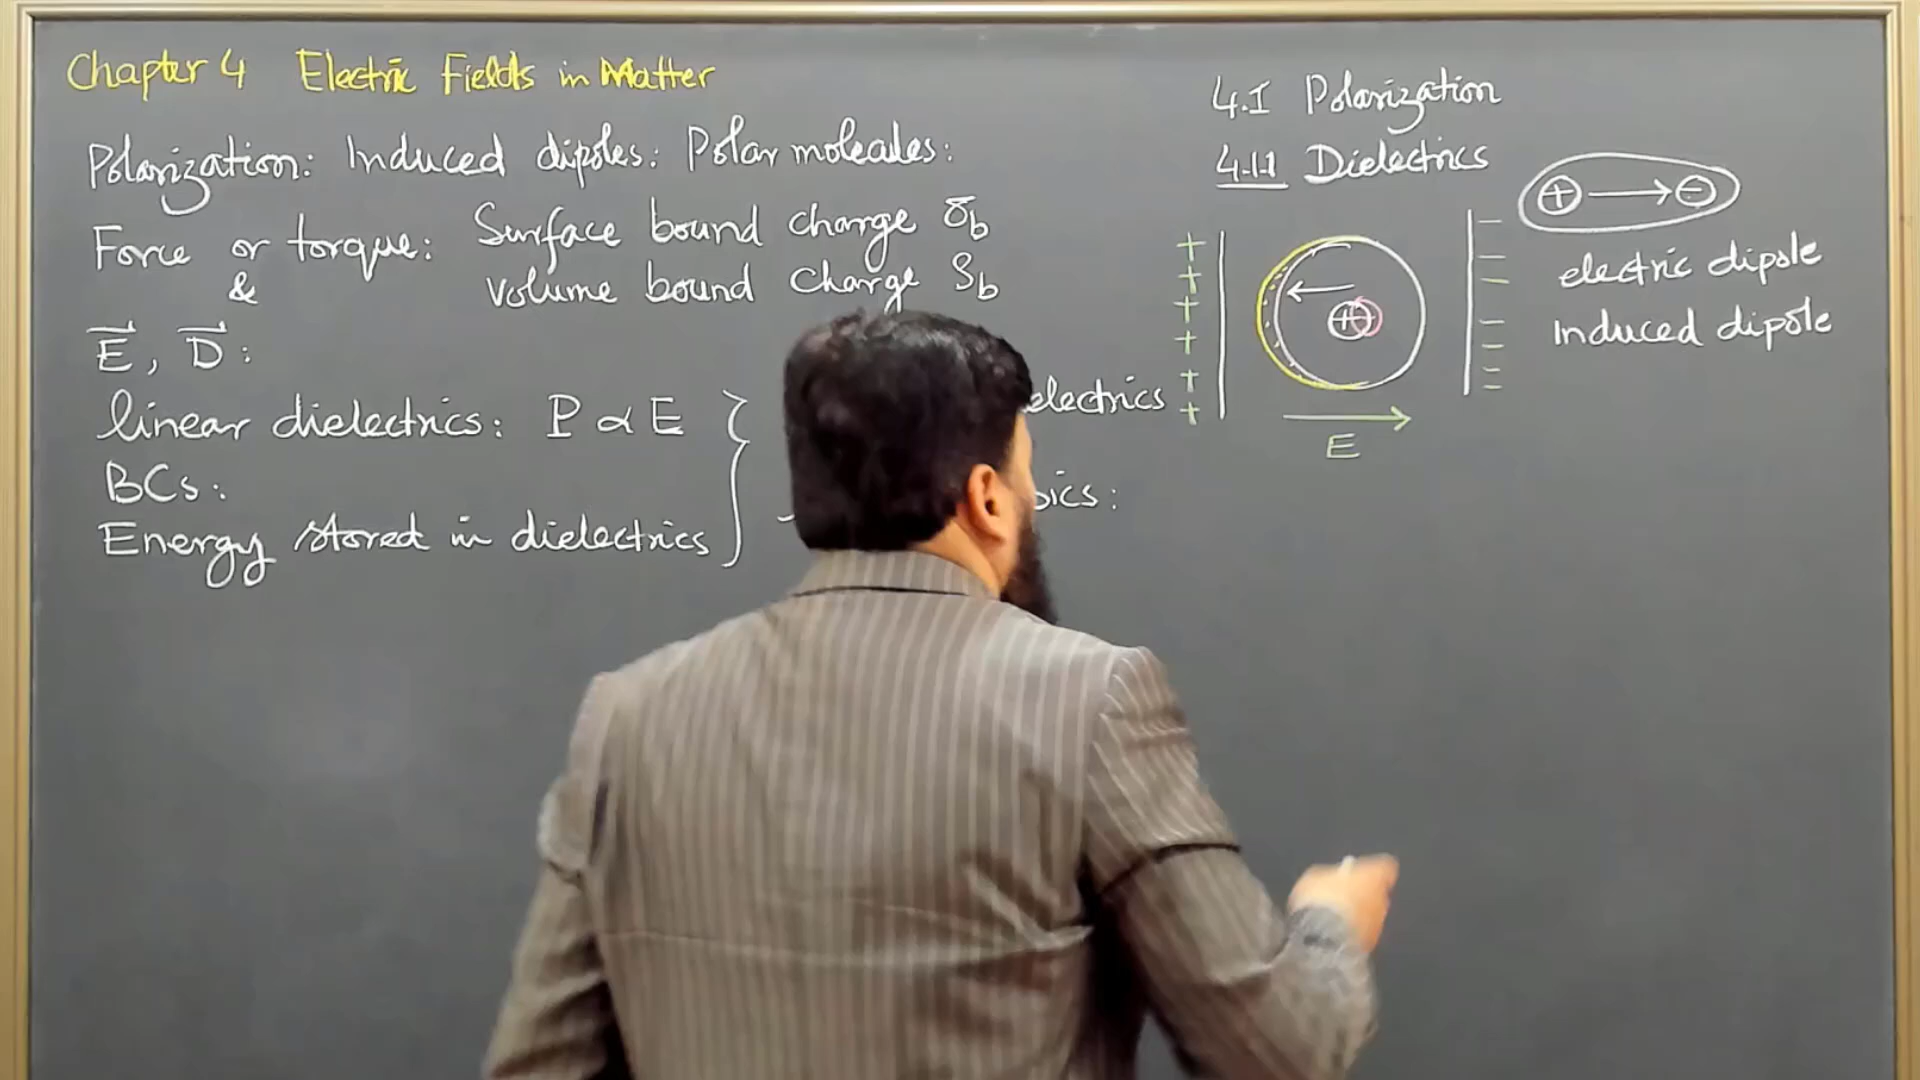 Chapter 4 Electric Fields in Matter
Polarization: Induced dipoles: Polar molecules:
Force or torque: Surface bound charge σb
& volume bound charge ρb
E, D:
linear dielectrics: P ∝ E
BCs:
Energy stored in dielectrics
4.1 Polarization
4.1.1 Dielectrics
+ → -
electric dipole
Induced dipole
+ + + + + +
+ +
- - - - - -
E